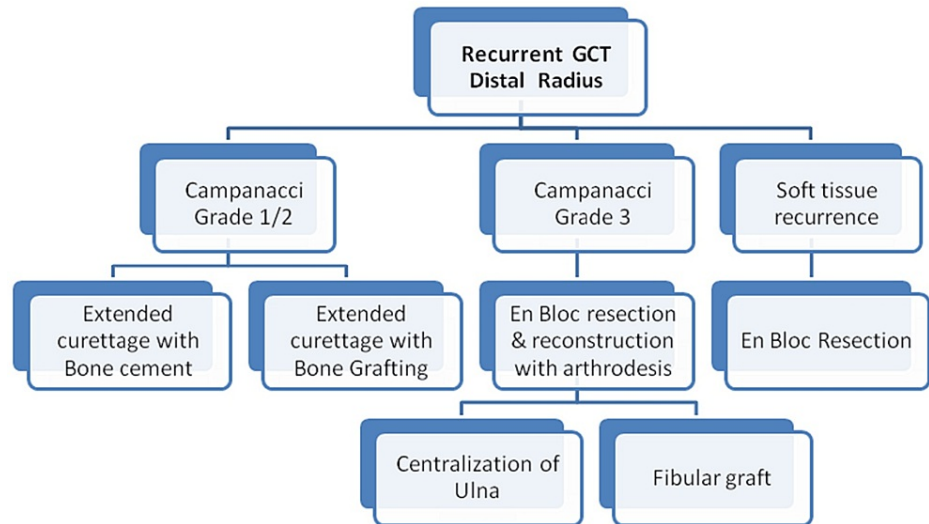 Recurrent GCT
Distal Radius
Campanacci
Grade 1/2
Campanacci
Grade 3
Soft tissue
recurrence
Extended
curettage with
Bone cement
Extended
curettage with
Bone Grafting
En Bloc resection
& reconstruction
with arthrodesis
En Bloc Resection
Centralization of
Ulna
Fibular graft